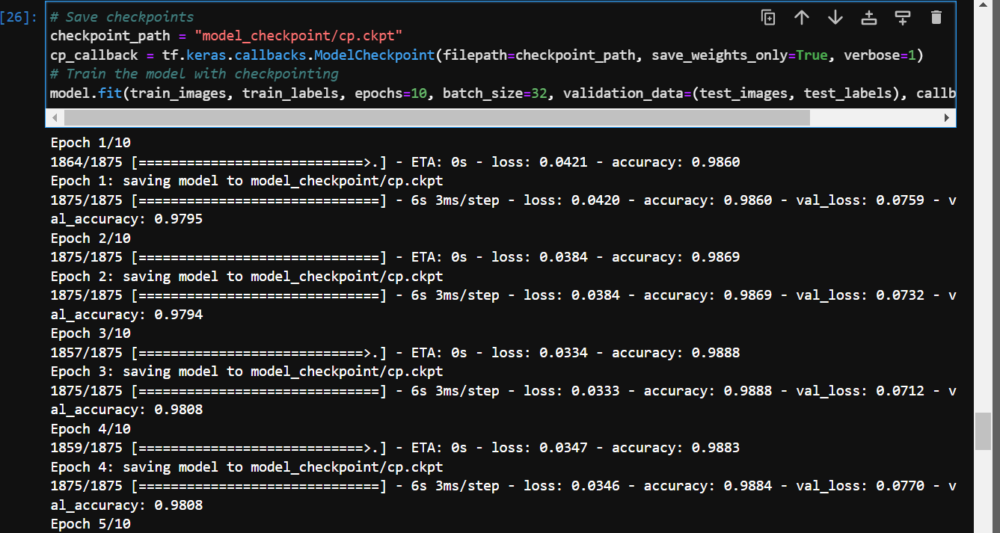 [26]:
# Save checkpoints
checkpoint_path = "model_checkpoint/cp.ckpt"
cp_callback = tf.keras.callbacks.ModelCheckpoint(filepath=checkpoint_path, save_weights_only=True, verbose=1)
# Train the model with checkpointing
model.fit(train_images, train_labels, epochs=10, batch_size=32, validation_data=(test_images, test_labels), callb
Epoch 1/10
1864/1875 [============================>.] - ETA: 0s - loss: 0.0421 - accuracy: 0.9860
Epoch 1: saving model to model_checkpoint/cp.ckpt
1875/1875 [==============================] - 6s 3ms/step - loss: 0.0420 - accuracy: 0.9860 - val_loss: 0.0759 - v
al_accuracy: 0.9795
Epoch 2/10
1875/1875 [==============================] - ETA: 0s - loss: 0.0384 - accuracy: 0.9869
Epoch 2: saving model to model_checkpoint/cp.ckpt
1875/1875 [==============================] - 6s 3ms/step - loss: 0.0384 - accuracy: 0.9869 - val_loss: 0.0732 - v
al_accuracy: 0.9794
Epoch 3/10
1857/1875 [============================>.] - ETA: 0s - loss: 0.0334 - accuracy: 0.9888
Epoch 3: saving model to model_checkpoint/cp.ckpt
1875/1875 [==============================] - 6s 3ms/step - loss: 0.0333 - accuracy: 0.9888 - val_loss: 0.0712 - v
al_accuracy: 0.9808
Epoch 4/10
1859/1875 [============================>.] - ETA: 0s - loss: 0.0347 - accuracy: 0.9883
Epoch 4: saving model to model_checkpoint/cp.ckpt
1875/1875 [==============================] - 6s 3ms/step - loss: 0.0346 - accuracy: 0.9884 - val_loss: 0.0770 - v
al_accuracy: 0.9808
Epoch 5/10